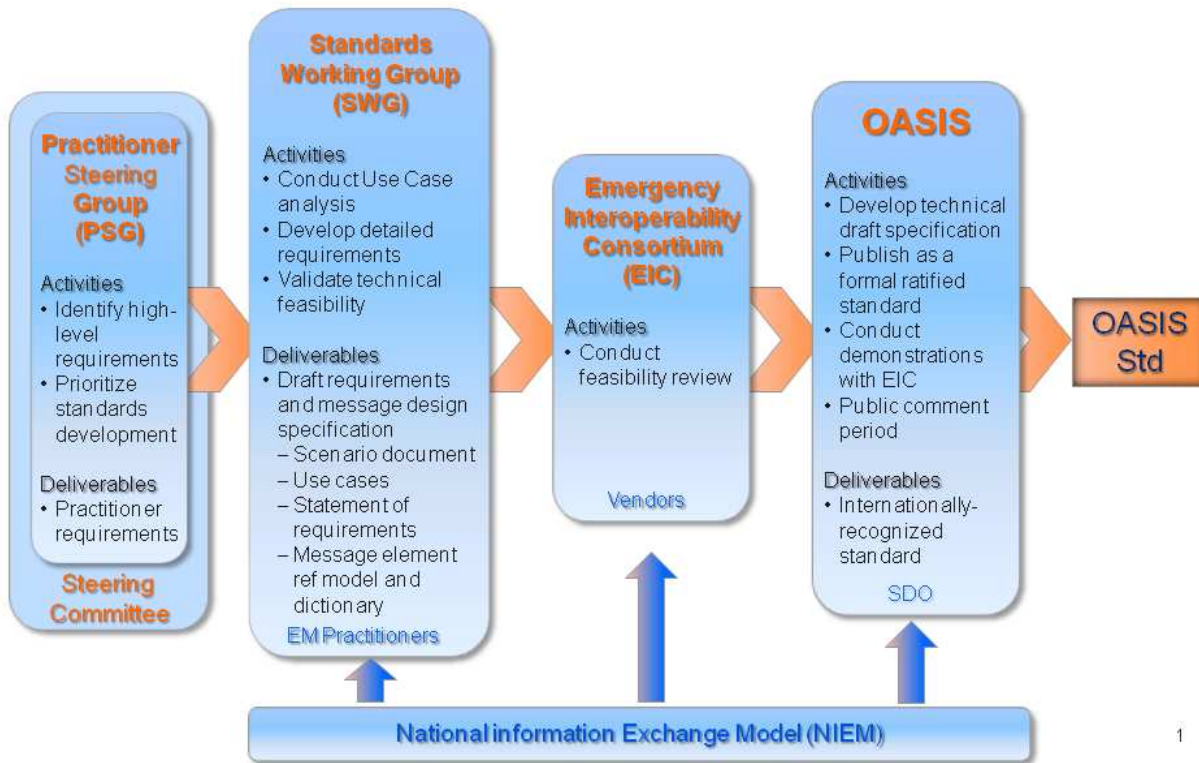 Practitioner
Steering
Group
(PSG)
Activities
• Identify high-
level
requirements
• Prioritize
standards
development
Deliverables
• Practitioner
requirements
Steering
Committee
Standards
Working Group
(SWG)
Activities
• Conduct Use Case
analysis
• Develop detailed
requirements
• Validate technical
feasibility
Deliverables
• Draft requirements
and message design
specification
– Scenario document
– Use cases
– Statement of
requirements
– Message element
ref model and
dictionary
EM Practitioners
Emergency
Interoperability
Consortium
(EIC)
Activities
• Conduct
feasibility review
Vendors
OASIS
Activities
• Develop technical
draft specification
• Publish as a
formal ratified
standard
• Conduct
demonstrations
with EIC
• Public comment
period
Deliverables
• Internationally-
recognized
standard
SDO
OASIS
Std
National information Exchange Model (NIEM)
1